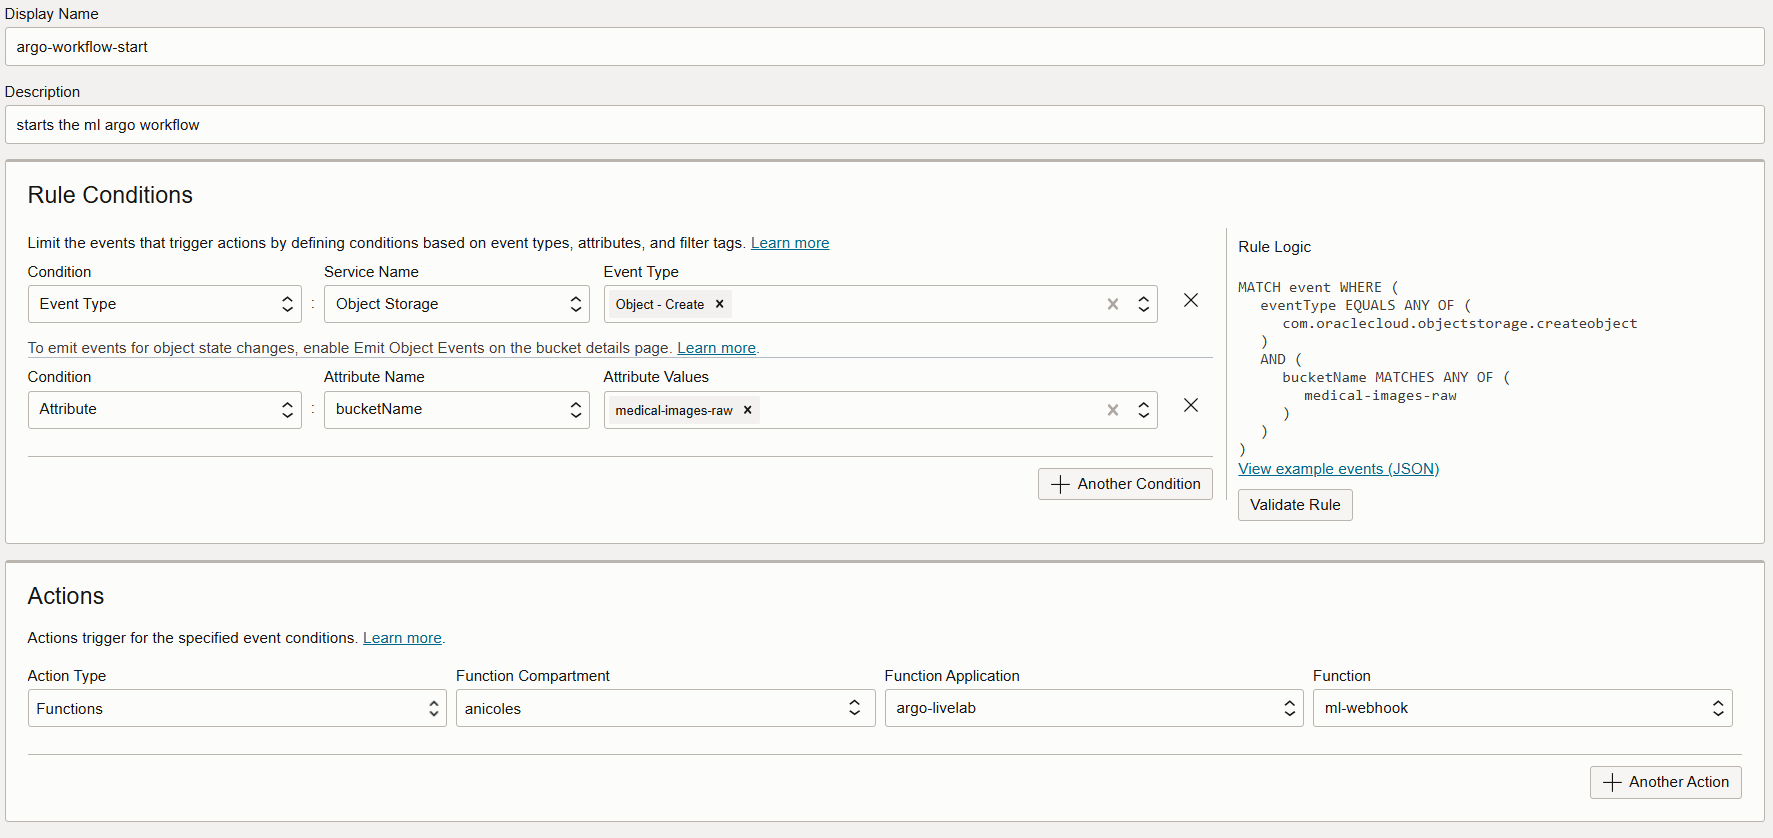 Display Name
argo-workflow-start
Description
starts the ml argo workflow
Rule Conditions
Limit the events that trigger actions by defining conditions based on event types, attributes, and filter tags. Learn more
Condition Service Name Event Type
Event Type : Object Storage Object - Create ×
To emit events for object state changes, enable Emit Object Events on the bucket details page. Learn more.
Condition Attribute Name Attribute Values
Attribute : bucketName medical-images-raw ×
Another Condition
Rule Logic
MATCH event WHERE (
eventType EQUALS ANY OF (
com.oraclecloud.objectstorage.createobject
)
AND (
bucketName MATCHES ANY OF (
medical-images-raw
)
)
)
View example events (JSON)
Validate Rule
Actions
Actions trigger for the specified event conditions. Learn more.
Action Type Function Compartment Function Application Function
Functions anicoles argo-livelab ml-webhook
Another Action